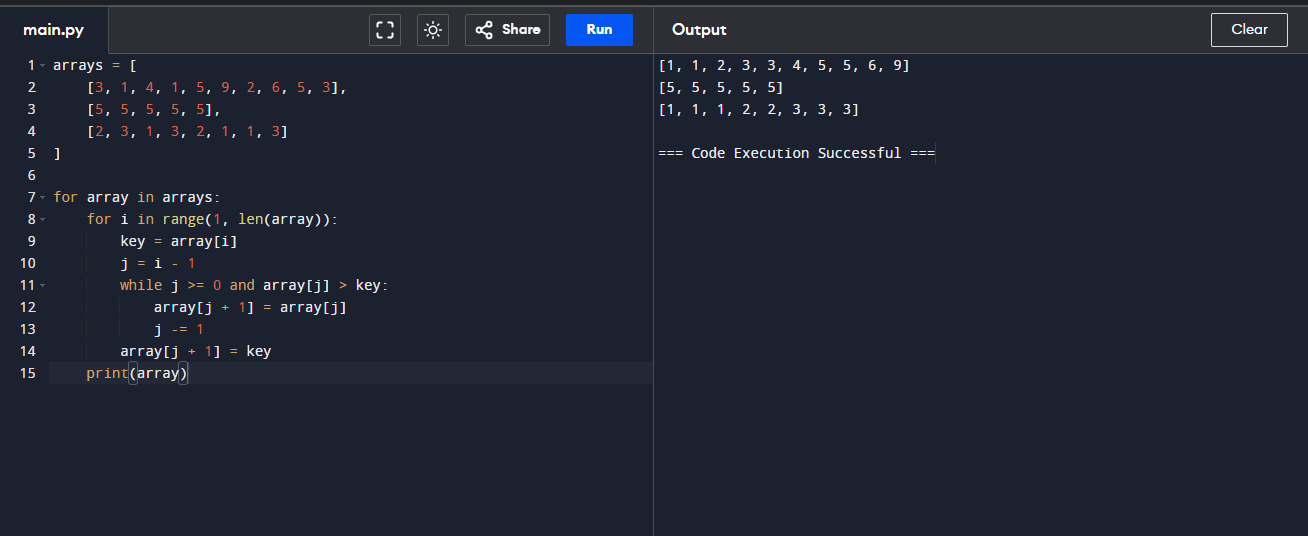 main.py Share Run Output Clear
1 arrays = [
2     [3, 1, 4, 1, 5, 9, 2, 6, 5, 3],
3     [5, 5, 5, 5, 5],
4     [2, 3, 1, 3, 2, 1, 1, 3]
5 ]
6
7 for array in arrays:
8     for i in range(1, len(array)):
9         key = array[i]
10         j = i - 1
11         while j >= 0 and array[j] > key:
12             array[j + 1] = array[j]
13             j -= 1
14         array[j + 1] = key
15     print(array)
[1, 1, 2, 3, 3, 4, 5, 5, 6, 9]
[5, 5, 5, 5, 5]
[1, 1, 1, 2, 2, 3, 3, 3]
=== Code Execution Successful ===